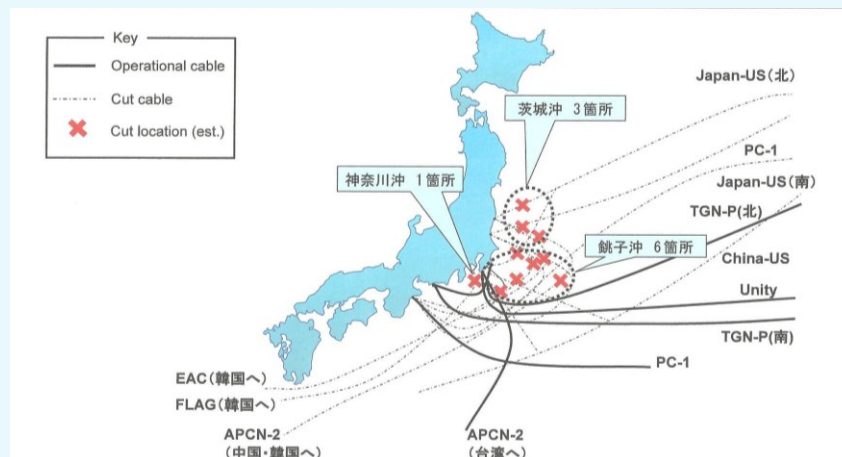 Key
Operational cable
Cut cable
Cut location (est.)
Japan-US(北)
茨城沖 3箇所
PC-1
神奈川沖 1箇所
Japan-US(南)
TGN-P(北)
銚子沖 6箇所
China-US
Unity
TGN-P(南)
PC-1
EAC(韓国へ)
FLAG(韓国へ)
APCN-2
(中国・韓国へ)
APCN-2
(台湾へ)